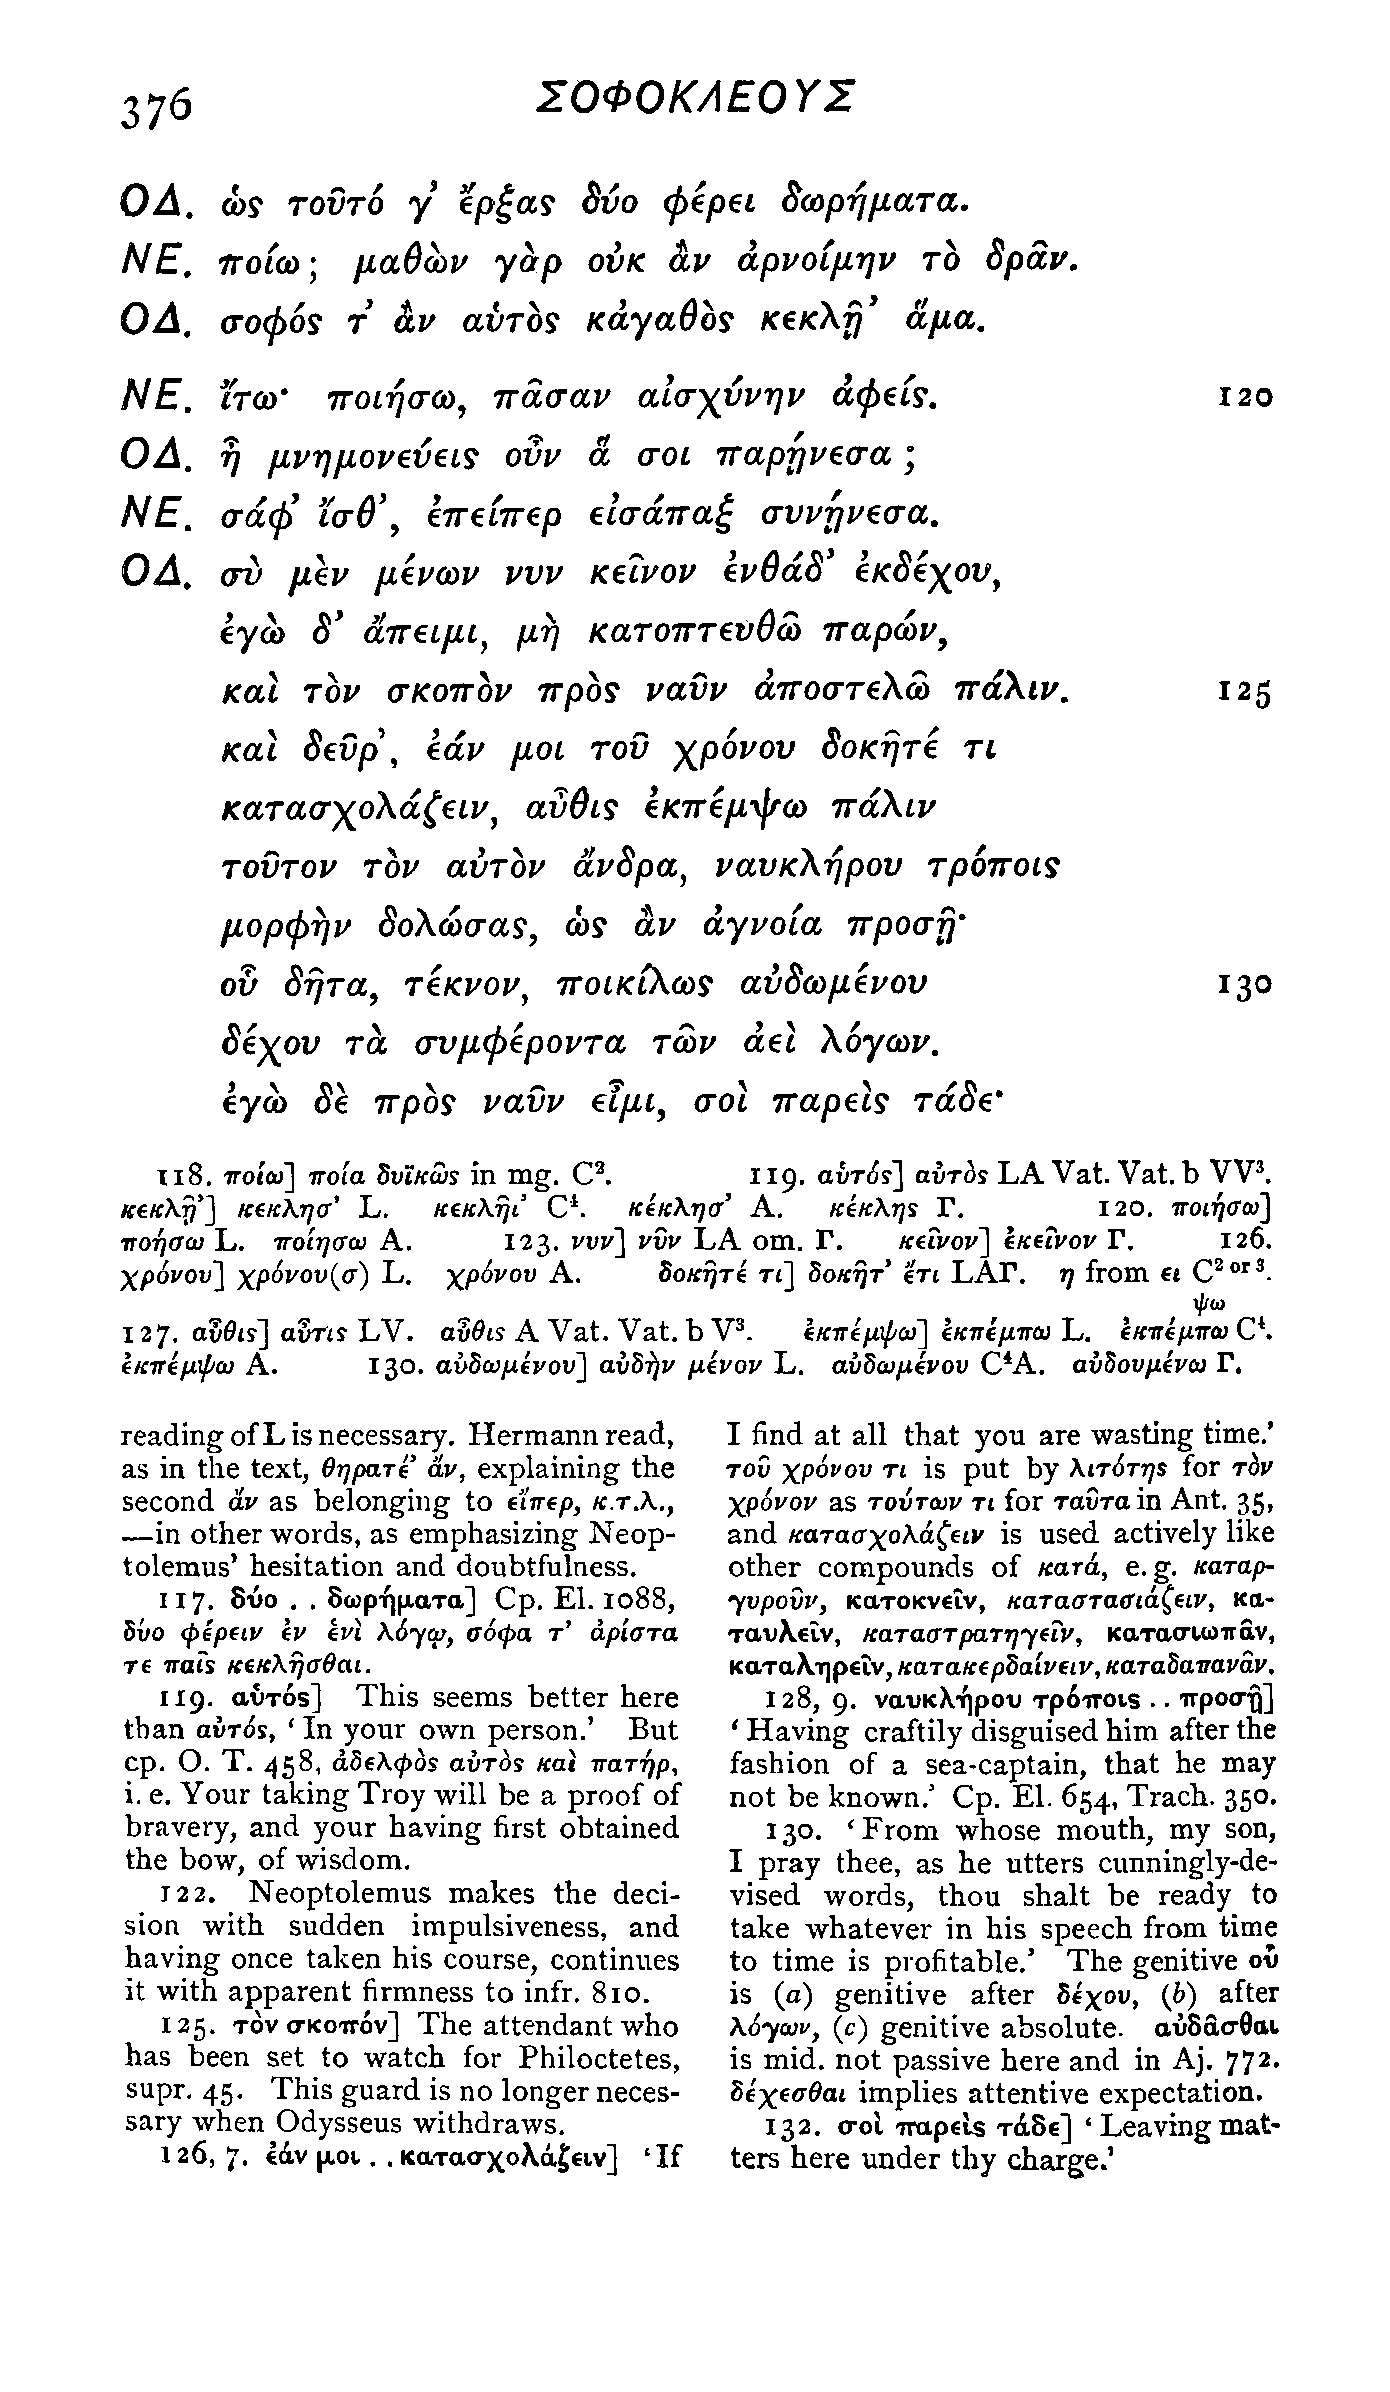 376 ΣΟΦΟΚΛΕΟΥΣ
ΟΔ. ὡς τοῦτό γ’ ἔρξας δύο φέρει δωρήματα.
ΝΕ. ποίω; μαθὼν γὰρ οὐκ ἂν ἀρνοίμην τὸ δρᾶν.
ΟΔ. σοφός τ’ ἂν αὑτὸς κἀγαθὸς κεκλῇ’ ἅμα.
ΝΕ. ἴτω· ποιήσω, πᾶσαν αἰσχύνην ἀφείς. 120
ΟΔ. ἦ μνημονεύεις οὖν ἅ σοι παρῄνεσα;
ΝΕ. σάφ’ ἴσθ’, ἐπείπερ εἰσάπαξ συνῄνεσα.
ΟΔ. σὺ μὲν μένων νυν κεῖνον ἐνθάδ’ ἐκδέχου,
ἐγὼ δ’ ἄπειμι, μὴ κατοπτευθῶ παρών,
καὶ τὸν σκοπὸν πρὸς ναῦν ἀποστελῶ πάλιν. 125
καὶ δεῦρ’, ἐάν μοι τοῦ χρόνου δοκῆτέ τι
κατασχολάζειν, αὖθις ἐκπέμψω πάλιν
τοῦτον τὸν αὐτὸν ἄνδρα, ναυκλήρου τρόποις
μορφὴν δολώσας, ὡς ἂν ἀγνοία προσῇ·
οὗ δῆτα, τέκνον, ποικίλως αὐδωμένου 130
δέχου τὰ συμφέροντα τῶν ἀεὶ λόγων.
ἐγὼ δὲ πρὸς ναῦν εἶμι, σοὶ παρεὶς τάδε·
118. ποίω] ποία δυϊκῶς in mg. C². 119. αὑτός] αὐτὸς LA Vat. Vat. b VV³.
κεκλῇ’] κεκλησ’ L. κεκλῆι’ C⁴. κέκλησ’ A. κέκλης Γ. 120. ποιήσω]
ποήσω L. ποίησω A. 123. νυν] νῦν LA om. Γ. κεῖνον] ἐκεῖνον Γ. 126.
χρόνου] χρόνου(σ) L. χρόνου A. δοκῆτέ τι] δοκῆτ’ ἔτι LAΓ. η from ει C² or ³.
ψω
127. αὖθις] αὖτις LV. αὖθις A Vat. Vat. b V³. ἐκπέμψω] ἐκπέμπω L. ἐκπέμπω C⁴.
ἐκπέμψω A. 130. αὐδωμένου] αὐδὴν μένον L. αὐδωμένου C⁴A. αὐδουμένω Γ.
reading of L is necessary. Hermann read,
as in the text, θηρατέ’ ἄν, explaining the
second ἄν as belonging to εἴπερ, κ.τ.λ.,
—in other words, as emphasizing Neop-
tolemus’ hesitation and doubtfulness.
117. δύο . . δωρήματα] Cp. El. 1088,
δύο φέρειν ἐν ἑνὶ λόγῳ, σόφα τ’ ἀρίστα
τε παῖς κεκλῆσθαι.
119. αὑτός] This seems better here
than αὐτός, ‘In your own person.’ But
cp. O. T. 458, ἀδελφὸς αὐτὸς καὶ πατήρ,
i. e. Your taking Troy will be a proof of
bravery, and your having first obtained
the bow, of wisdom.
122. Neoptolemus makes the deci-
sion with sudden impulsiveness, and
having once taken his course, continues
it with apparent firmness to infr. 810.
125. τὸν σκοπόν] The attendant who
has been set to watch for Philoctetes,
supr. 45. This guard is no longer neces-
sary when Odysseus withdraws.
126, 7. ἐάν μοι . . κατασχολάζειν] ‘If
I find at all that you are wasting time.’
τοῦ χρόνου τι is put by λιτότης for τὸν
χρόνον as τούτων τι for ταῦτα in Ant. 35,
and κατασχολάζειν is used actively like
other compounds of κατά, e. g. καταρ-
γυροῦν, κατοκνεῖν, καταστασιάζειν, κα-
ταυλεῖν, καταστρατηγεῖν, κατασιωπᾶν,
καταληρεῖν, κατακερδαίνειν, καταδαπανᾶν.
128, 9. ναυκλήρου τρόποις . . προσῇ]
‘Having craftily disguised him after the
fashion of a sea-captain, that he may
not be known.’ Cp. El. 654, Trach. 350.
130. ‘From whose mouth, my son,
I pray thee, as he utters cunningly-de-
vised words, thou shalt be ready to
take whatever in his speech from time
to time is profitable.’ The genitive οὗ
is (a) genitive after δέχου, (b) after
λόγων, (c) genitive absolute. αὐδᾶσθαι
is mid. not passive here and in Aj. 772.
δέχεσθαι implies attentive expectation.
132. σοὶ παρεὶς τάδε] ‘Leaving mat-
ters here under thy charge.’